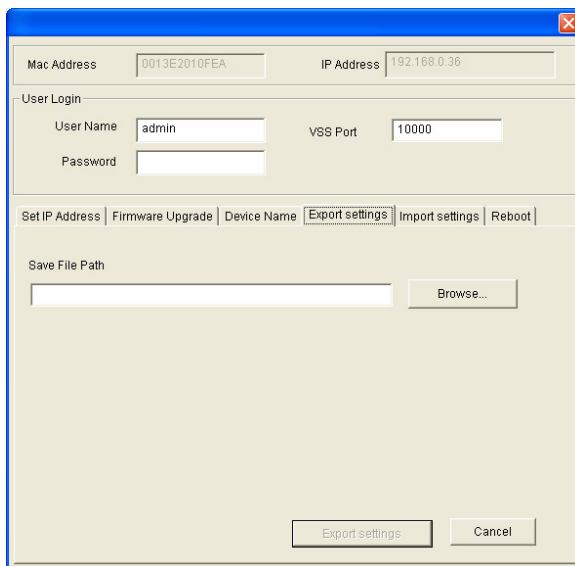 Mac Address 0013E2010FEA IP Address 192.168.0.36
User Login
User Name admin VSS Port 10000
Password
Set IP Address Firmware Upgrade Device Name Export settings Import settings Reboot
Save File Path
Browse...
Export settings Cancel